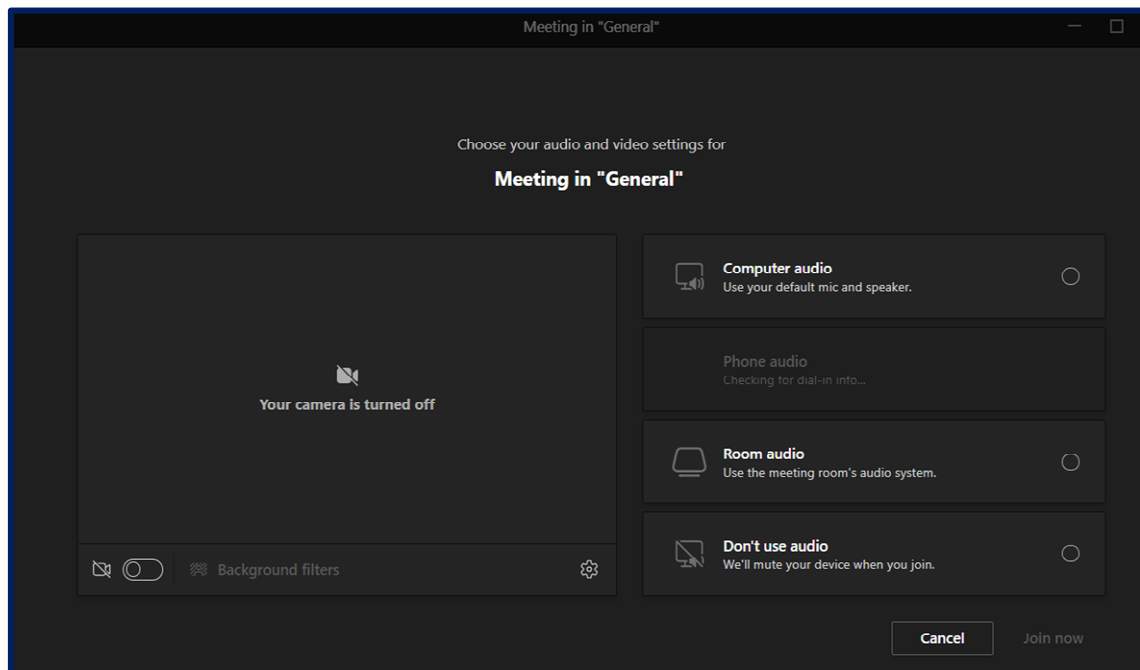 Meeting in "General"
Choose your audio and video settings for
Meeting in "General"
Your camera is turned off
Background filters
Computer audio
Use your default mic and speaker.
Phone audio
Checking for dial-in info...
Room audio
Use the meeting room's audio system.
Don't use audio
We'll mute your device when you join.
Cancel
Join now